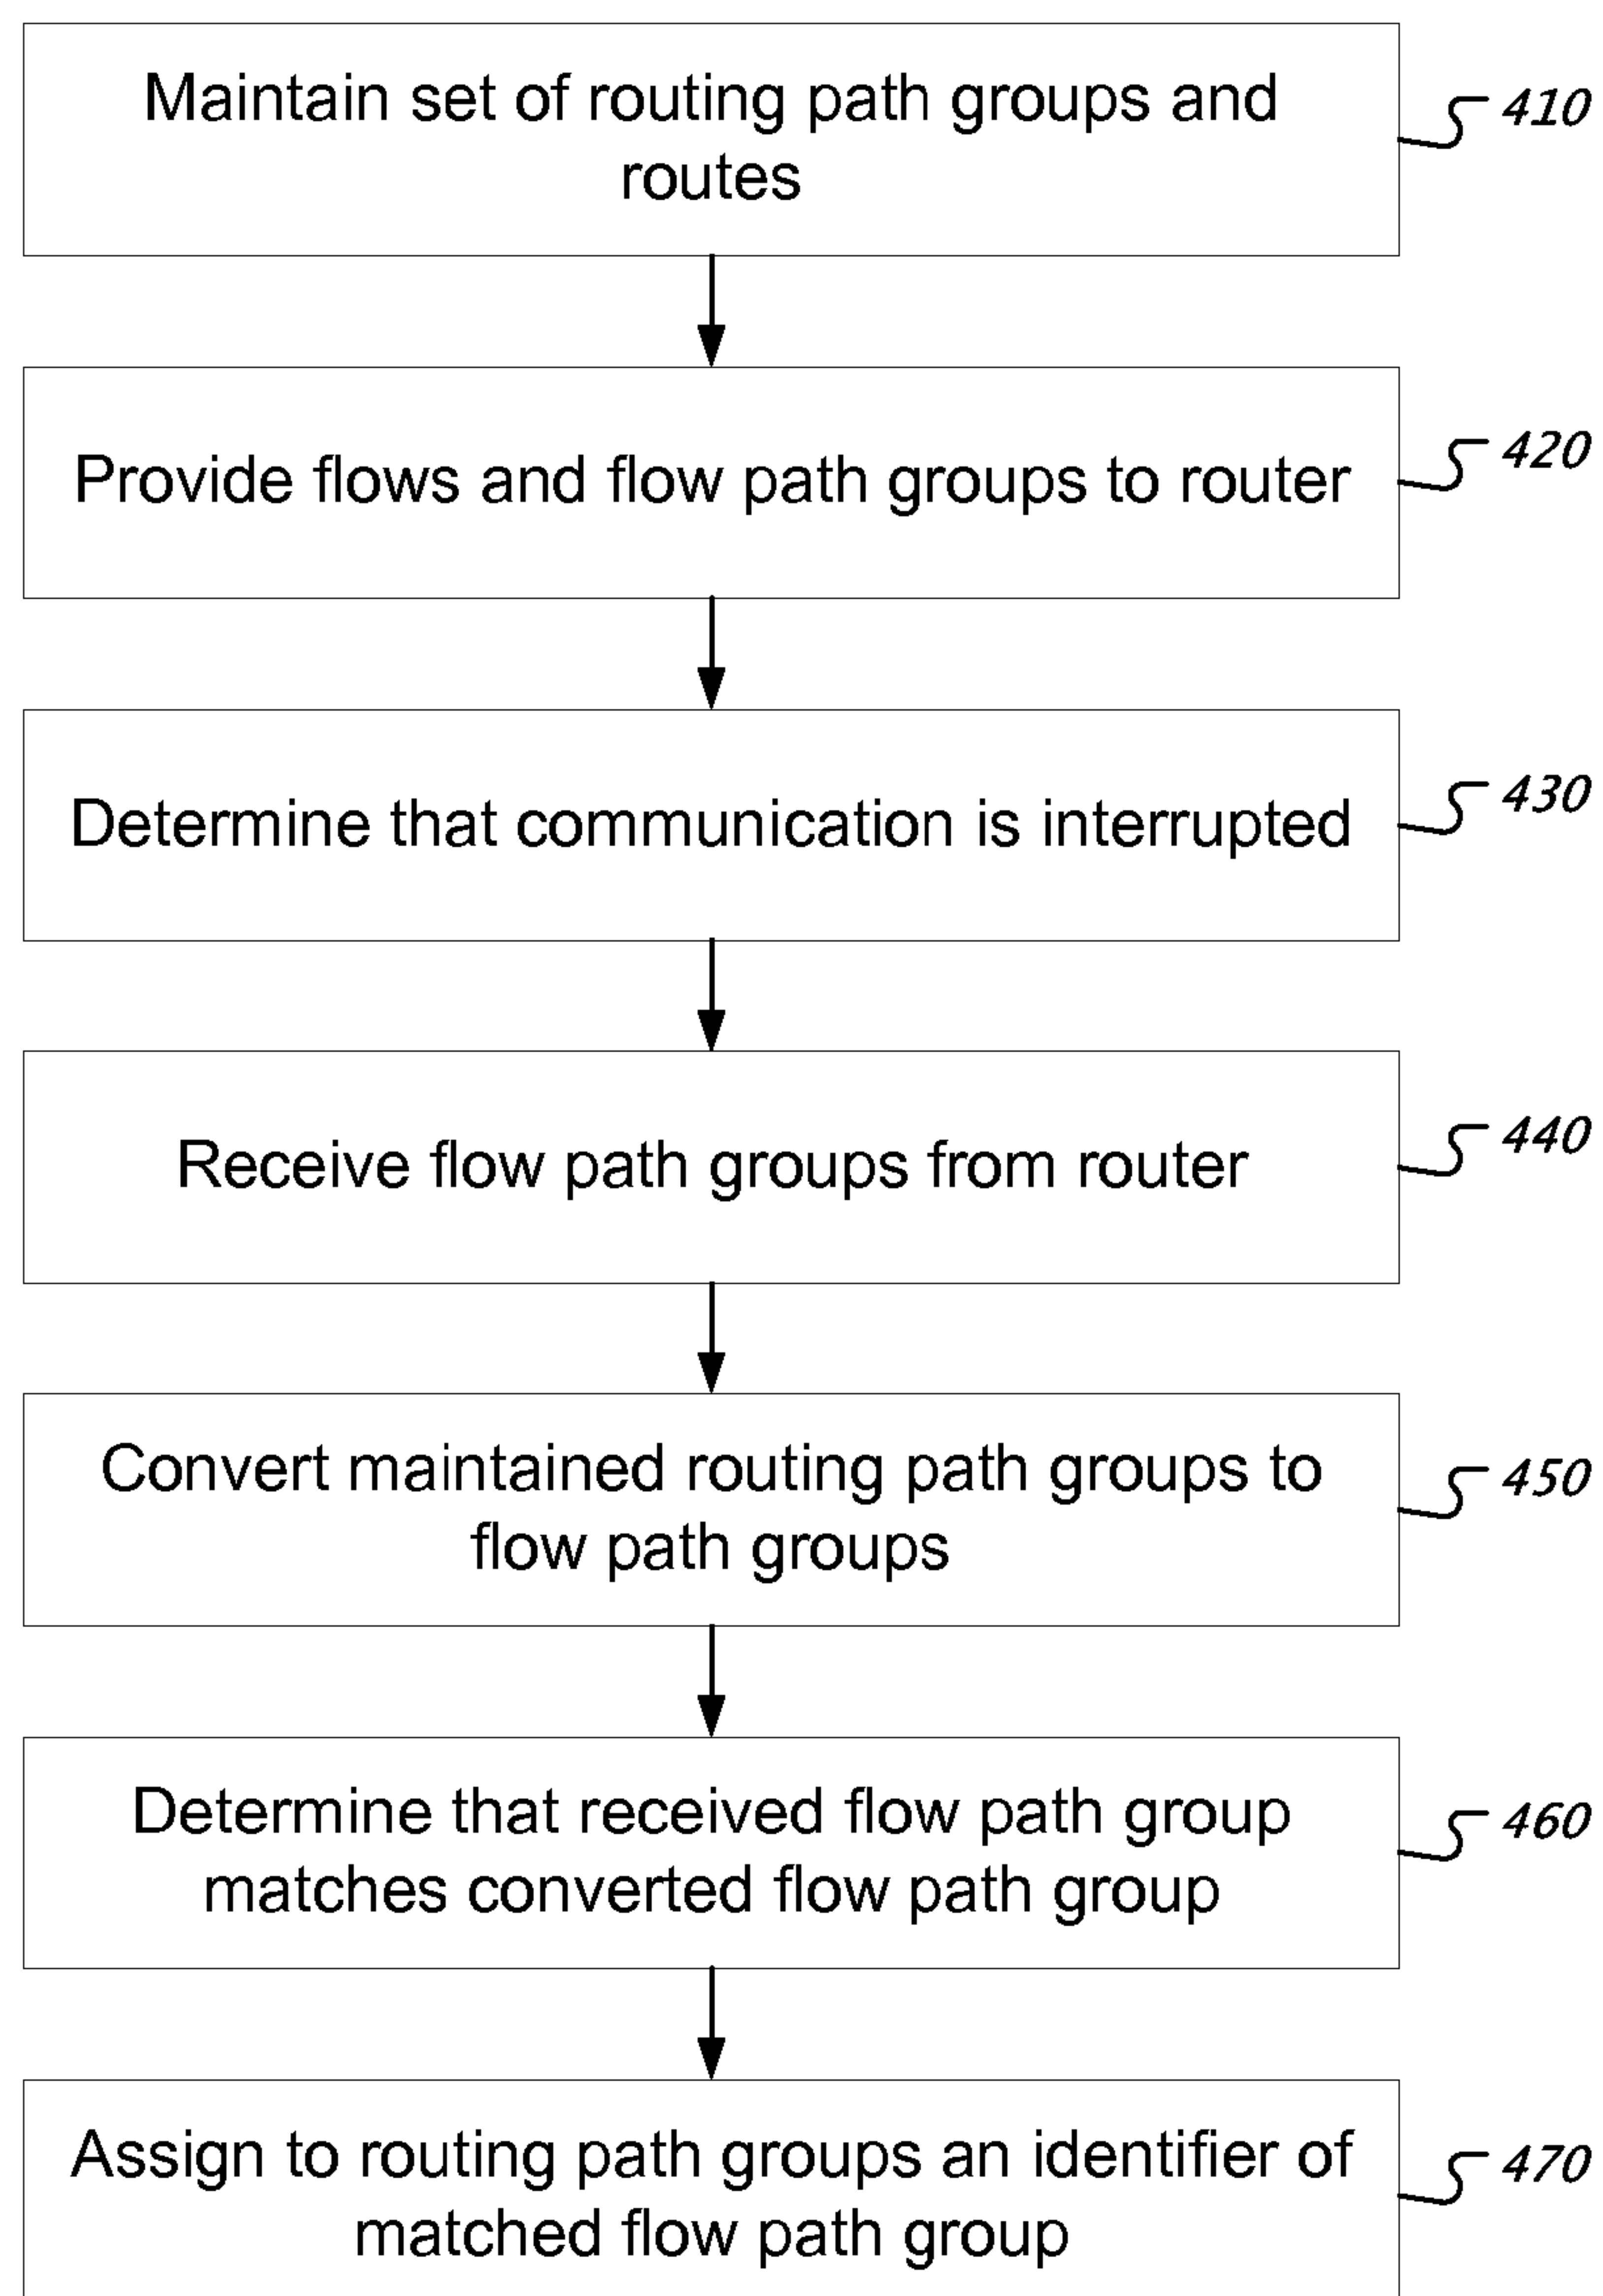 Maintain set of routing path groups and
routes
410
Provide flows and flow path groups to router
420
Determine that communication is interrupted
430
Receive flow path groups from router
440
Convert maintained routing path groups to
flow path groups
450
Determine that received flow path group
matches converted flow path group
460
Assign to routing path groups an identifier of
matched flow path group
470